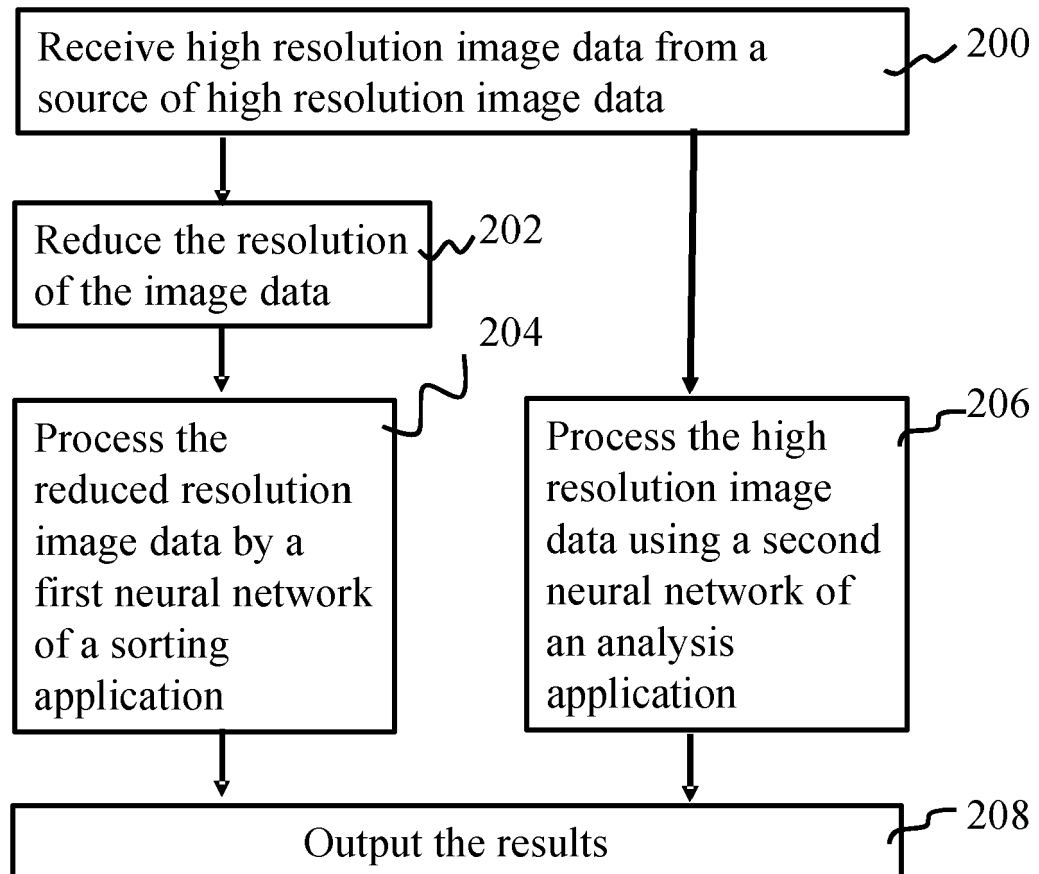 Receive high resolution image data from a
source of high resolution image data
200
Reduce the resolution
of the image data
202
204
Process the
reduced resolution
image data by a
first neural network
of a sorting
application
Process the high
resolution image
data using a second
neural network of
an analysis
application
206
Output the results
208